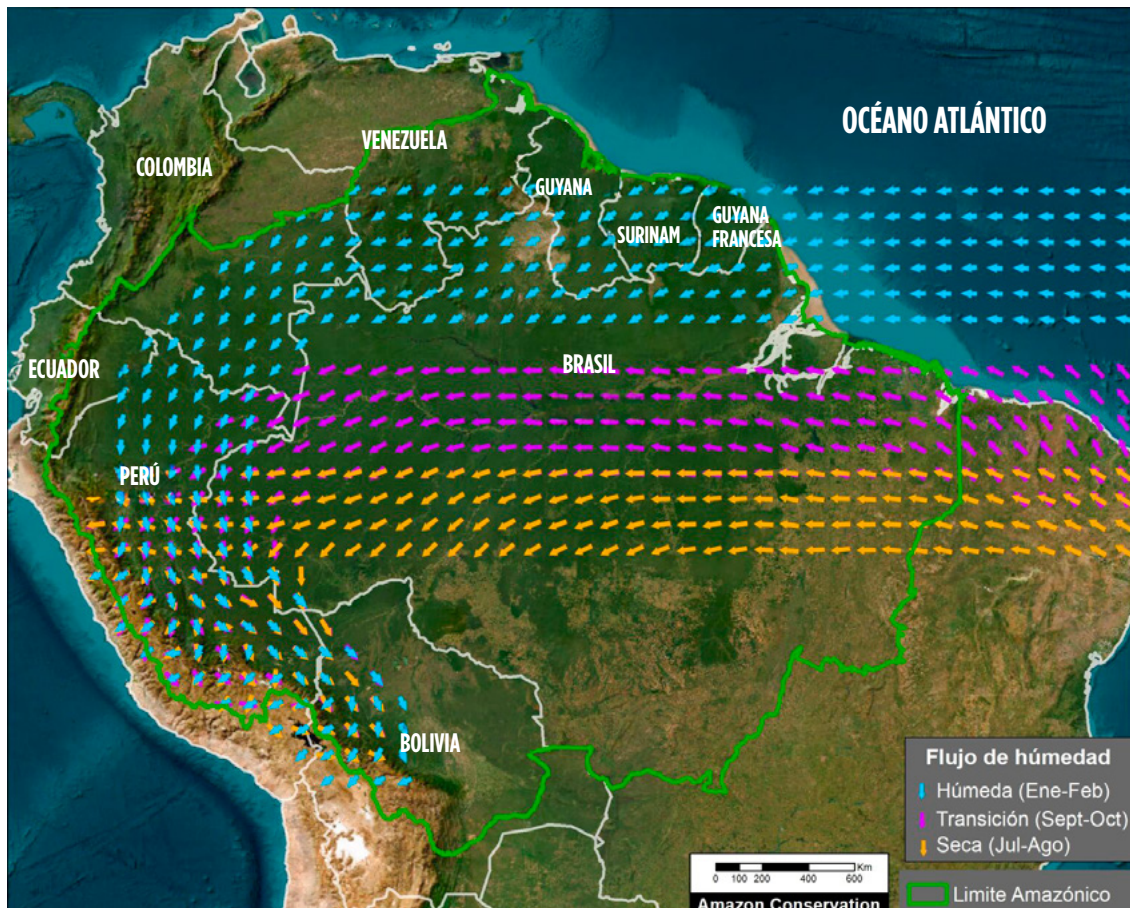 OCÉANO ATLÁNTICO
VENEZUELA
COLOMBIA
GUYANA
GUYANA
FRANCESA
SURINAM
ECUADOR
BRASIL
PERÚ
BOLIVIA
Flujo de húmedad
Húmeda (Ene-Feb)
Transición (Sept-Oct)
Seca (Jul-Ago)
Km
0 100 200 400 600
Amazon Conservation
Limite Amazónico